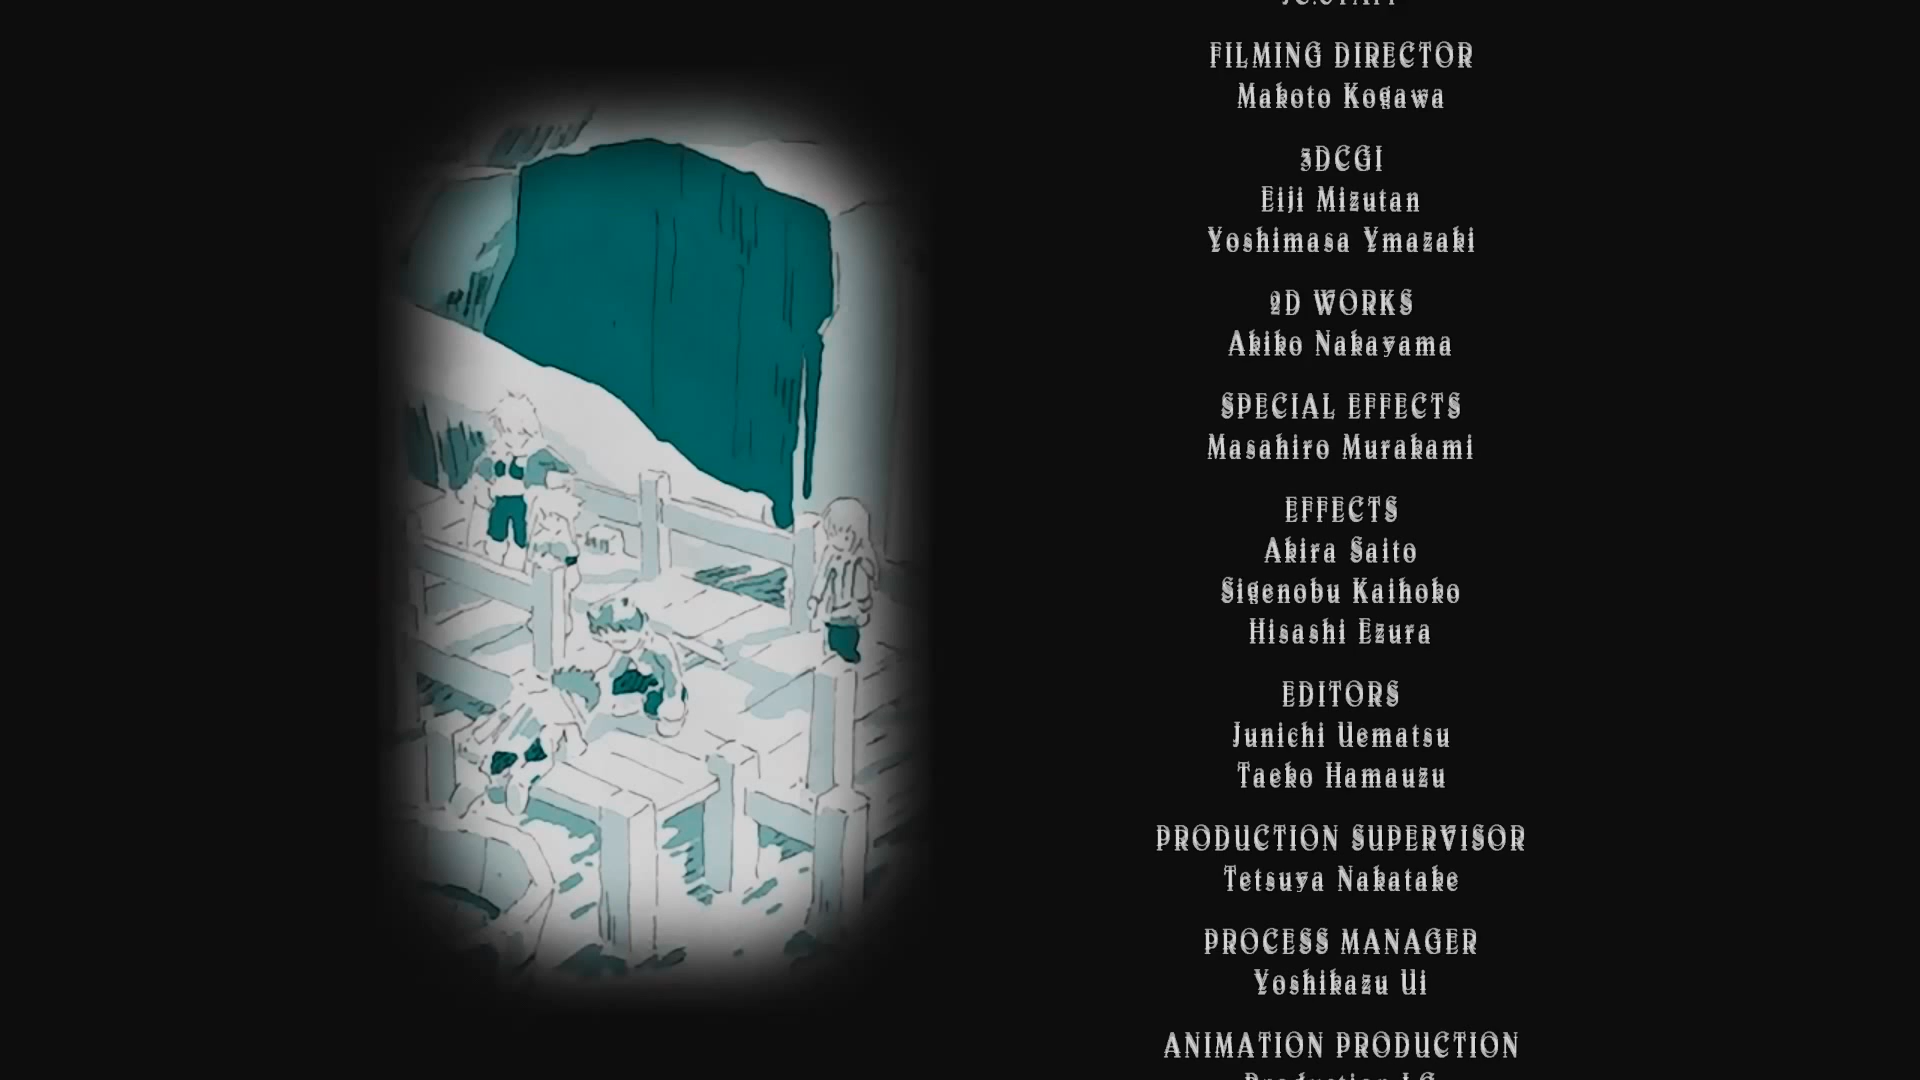 J.C.STAFF
FILMING DIRECTOR
Makoto Kogawa
3DCGI
Eiji Mizutan
Yoshimasa Ymazaki
2D WORKS
Akiko Nakayama
SPECIAL EFFECTS
Masahiro Murakami
EFFECTS
Akira Saito
Sigenobu Kaihoko
Hisashi Ezura
EDITORS
Junichi Uematsu
Taeko Hamauzu
PRODUCTION SUPERVISOR
Tetsuya Nakatake
PROCESS MANAGER
Yoshikazu Ui
ANIMATION PRODUCTION
Production I.G